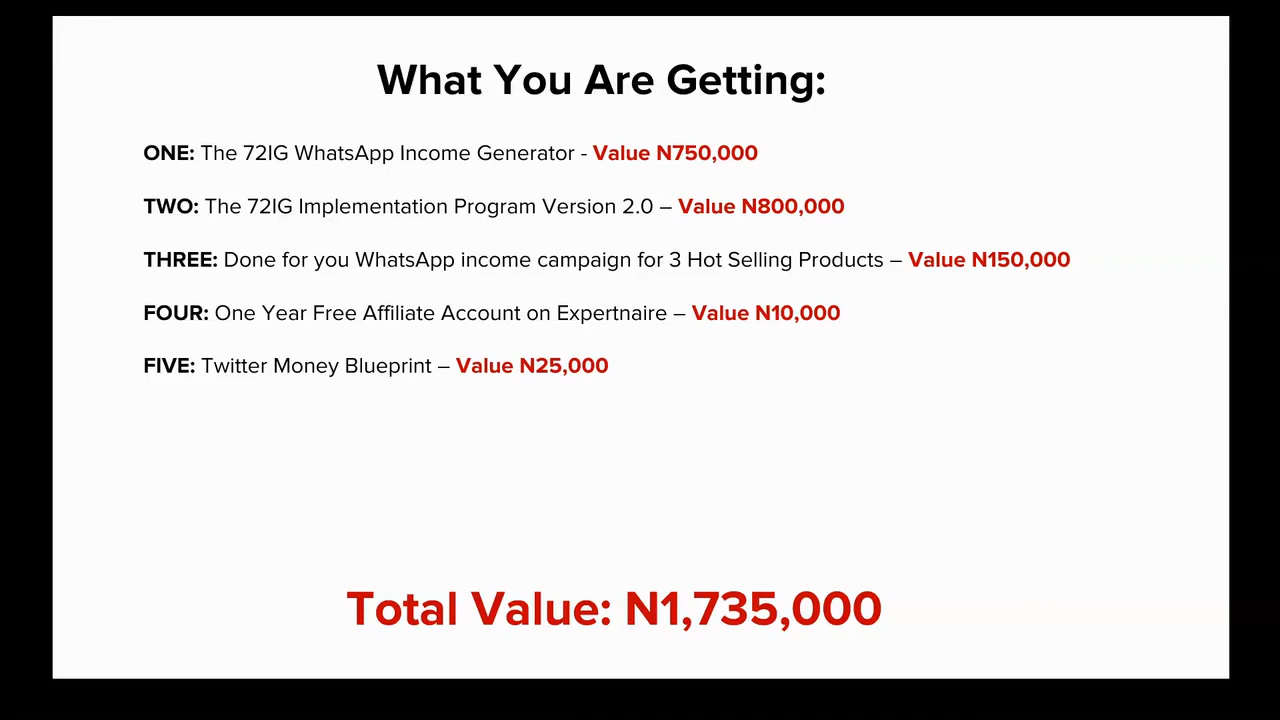 What You Are Getting:
ONE: The 72IG WhatsApp Income Generator - Value N750,000
TWO: The 72IG Implementation Program Version 2.0 – Value N800,000
THREE: Done for you WhatsApp income campaign for 3 Hot Selling Products – Value N150,000
FOUR: One Year Free Affiliate Account on Expertnaire – Value N10,000
FIVE: Twitter Money Blueprint – Value N25,000
Total Value: N1,735,000